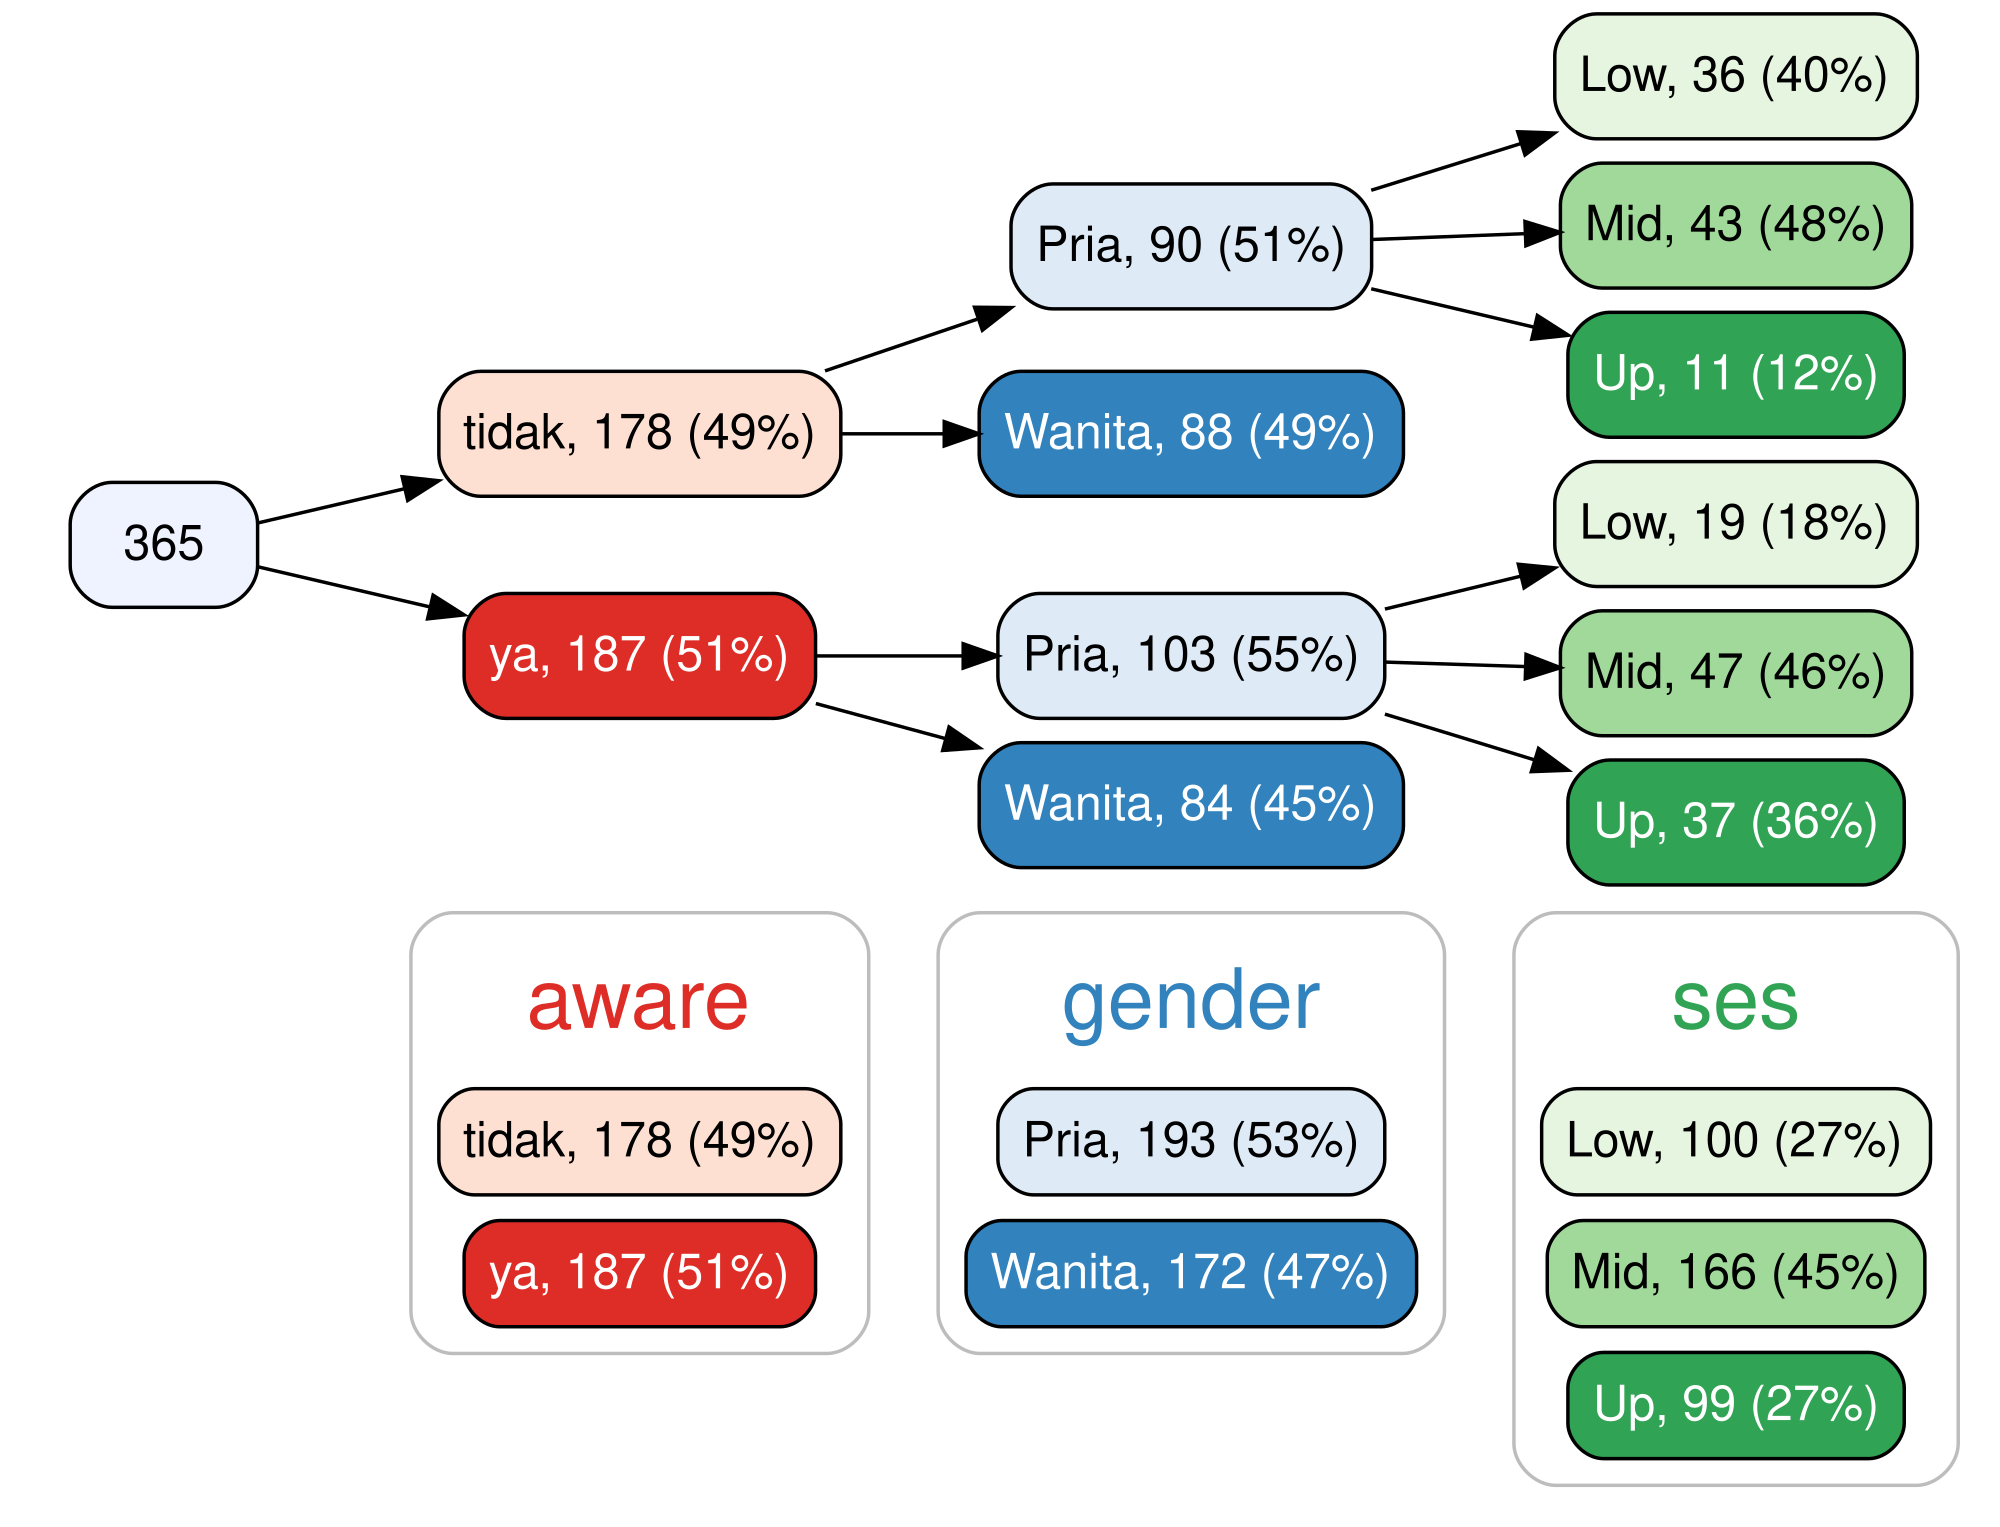 365
tidak, 178 (49%)
ya, 187 (51%)
Pria, 90 (51%)
Wanita, 88 (49%)
Pria, 103 (55%)
Wanita, 84 (45%)
Low, 36 (40%)
Mid, 43 (48%)
Up, 11 (12%)
Low, 19 (18%)
Mid, 47 (46%)
Up, 37 (36%)
aware
tidak, 178 (49%)
ya, 187 (51%)
gender
Pria, 193 (53%)
Wanita, 172 (47%)
ses
Low, 100 (27%)
Mid, 166 (45%)
Up, 99 (27%)